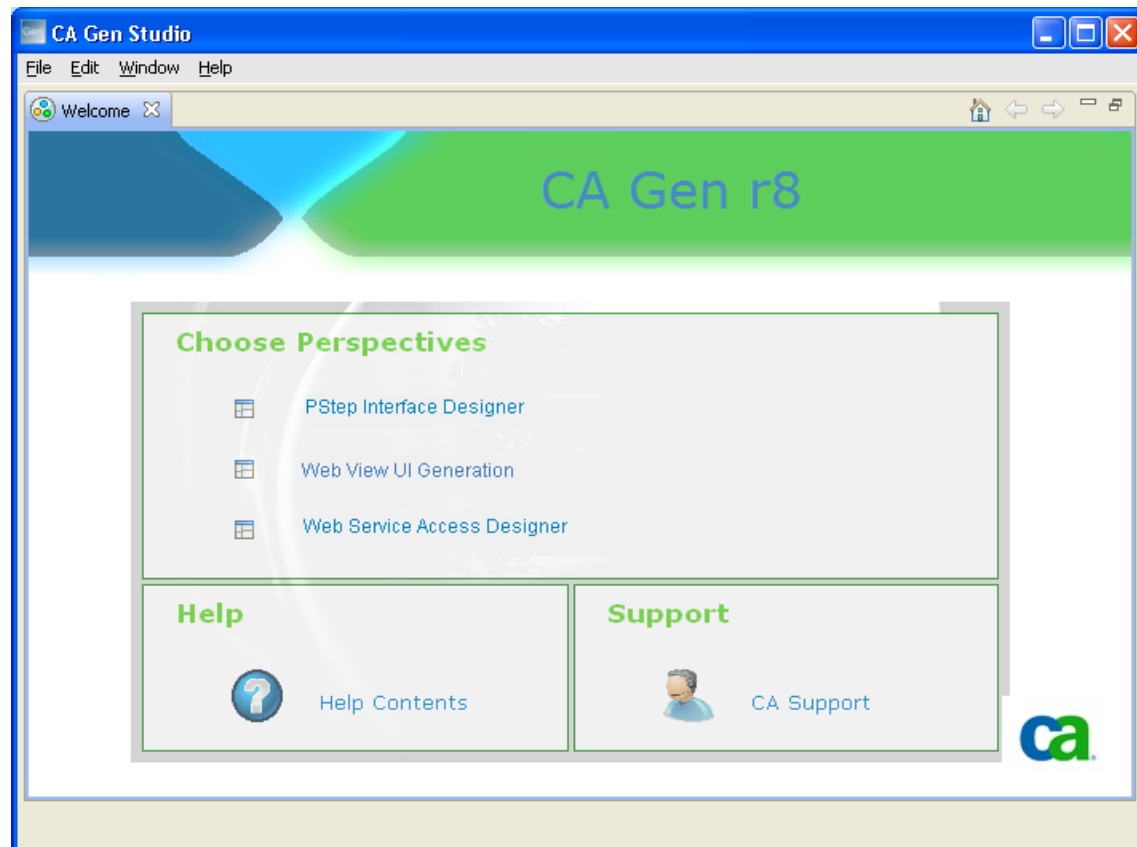 Gen CA Gen Studio
File Edit Window Help
Welcome
CA Gen r8
Choose Perspectives
PStep Interface Designer
Web View UI Generation
Web Service Access Designer
Help
Support
Help Contents
CA Support
ca.